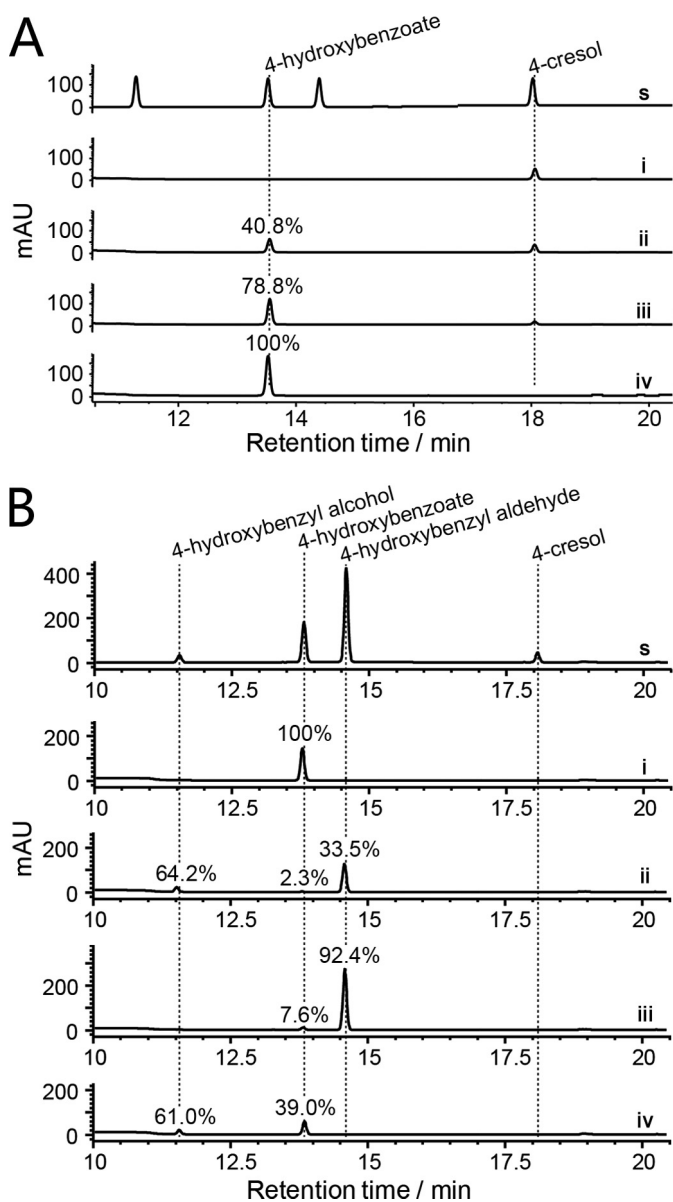 A
4-hydroxybenzoate
4-cresol
100
0
s
100
0
i
40.8%
100
0
ii
78.8%
100
0
iii
100%
100
0
iv
mAU
12 14 16 18 20
Retention time / min
B
4-hydroxybenzyl alcohol
4-hydroxybenzoate
4-hydroxybenzyl aldehyde
4-cresol
400
200
0
s
10 12.5 15 17.5 20
100%
200
0
i
10 12.5 15 17.5 20
mAU
33.5%
200
64.2% 2.3%
0
ii
10 12.5 15 17.5 20
92.4%
200
7.6%
0
iii
10 12.5 15 17.5 20
200
61.0% 39.0%
0
iv
10 12.5 15 17.5 20
Retention time / min